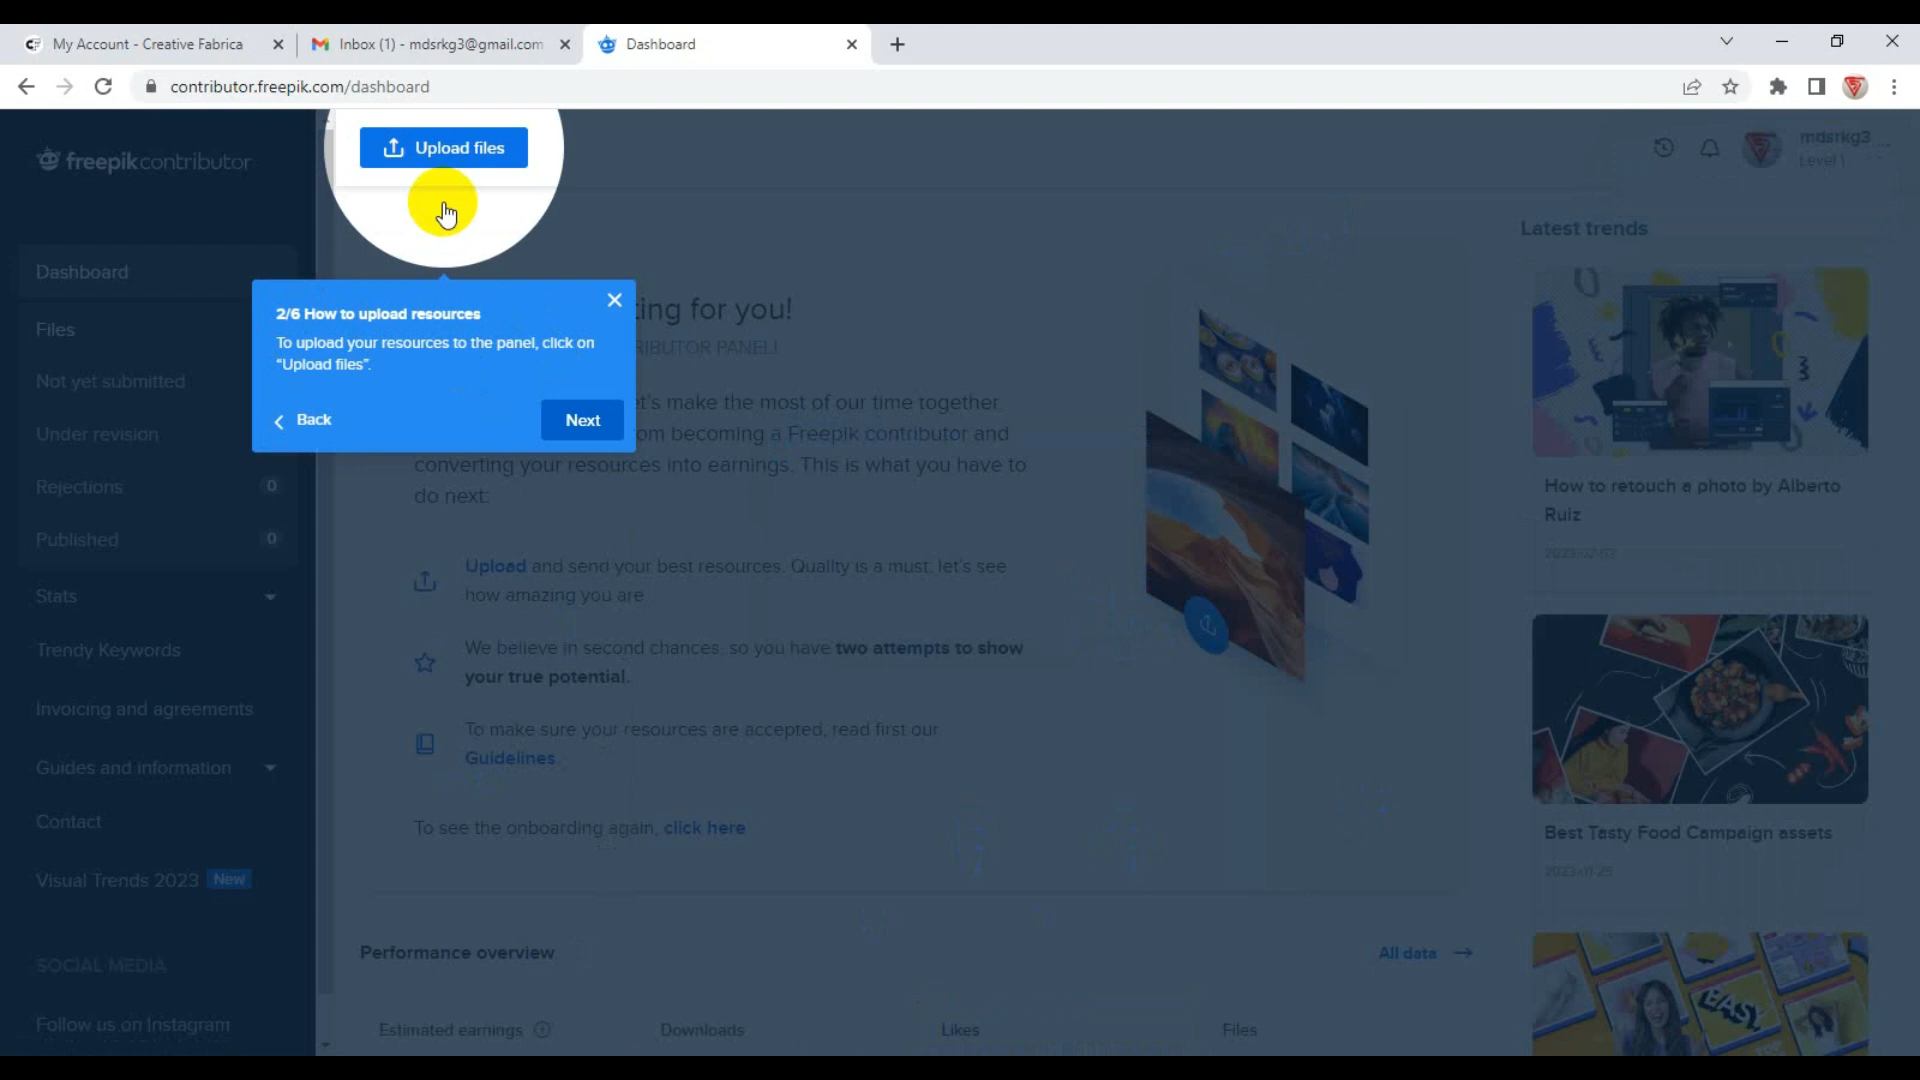 My Account - Creative Fabrica
Inbox (1) - mdsrkg3@gmail.com
Dashboard
contributor.freepik.com/dashboard
freepikcontributor
Upload files
mdsrkg3
Level 1
Dashboard
Files
Not yet submitted
Under revision
Rejections 0
Published 0
Stats
Trendy Keywords
Invoicing and agreements
Guides and information
Contact
Visual Trends 2023 New
SOCIAL MEDIA
Follow us on Instagram
2/6 How to upload resources
To upload your resources to the panel, click on
“Upload files”.
Back
Next
ting for you!
RIBUTOR PANEL!
et's make the most of our time together.
om becoming a Freepik contributor and
converting your resources into earnings. This is what you have to
do next:
Upload and send your best resources. Quality is a must: let's see
how amazing you are
We believe in second chances, so you have two attempts to show
your true potential.
To make sure your resources are accepted, read first our
Guidelines.
To see the onboarding again, click here
Performance overview
All data
Estimated earnings
Downloads
Likes
Files
Latest trends
How to retouch a photo by Alberto
Ruiz
Best Tasty Food Campaign assets
EASY